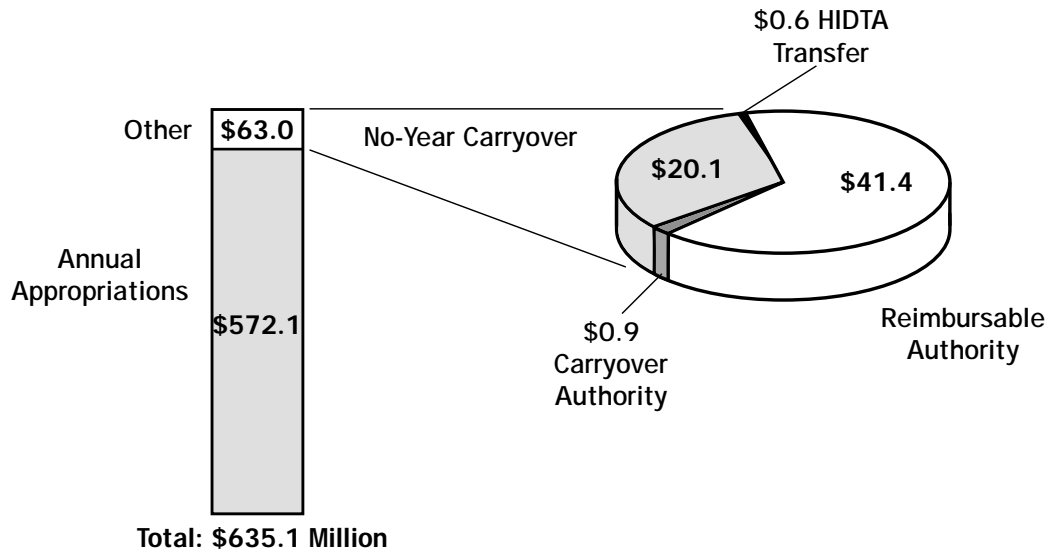 $0.6 HIDTA
Transfer
Other
$63.0
No-Year Carryover
$20.1
$41.4
Annual
Appropriations
$572.1
$0.9
Carryover
Authority
Reimbursable
Authority
Total: $635.1 Million